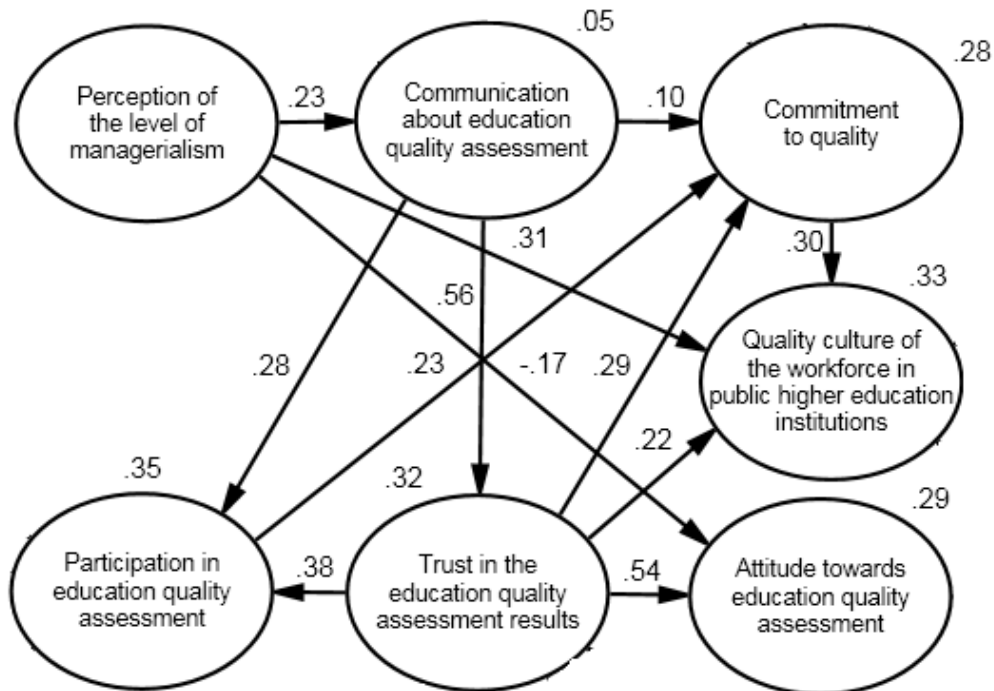 .05
.28
Perception of
the level of
managerialism
.23
Communication
about education
quality assessment
.10
Commitment
to quality
.31
.30
.33
.56
Quality culture of
the workforce in
public higher education
institutions
.28
.23
-.17
.29
.22
.35
.32
.29
Participation in
education quality
assessment
.38
Trust in the
education quality
assessment results
.54
Attitude towards
education quality
assessment